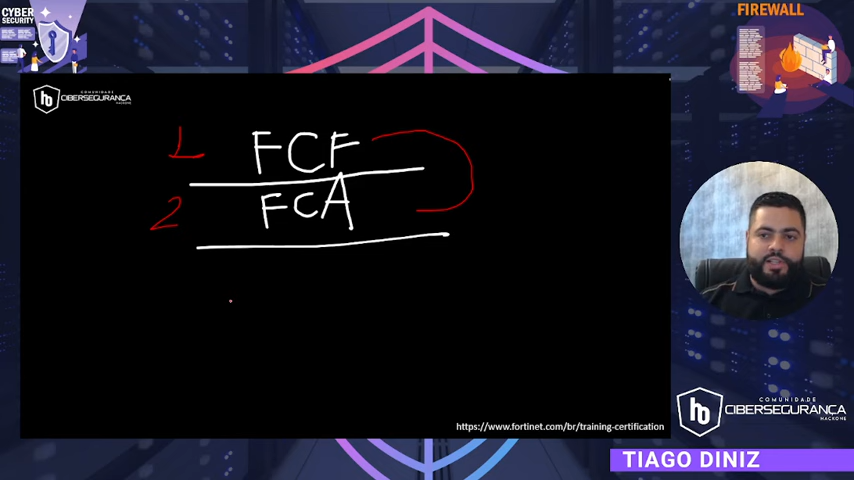 CYBER
SECURITY
FIREWALL
COMUNIDADE
CIBERSEGURANÇA
HACKONE
1 FCF
2 FCA
https://www.fortinet.com/br/training-certification
COMUNIDADE
CIBERSEGURANÇA
HACKONE
TIAGO DINIZ